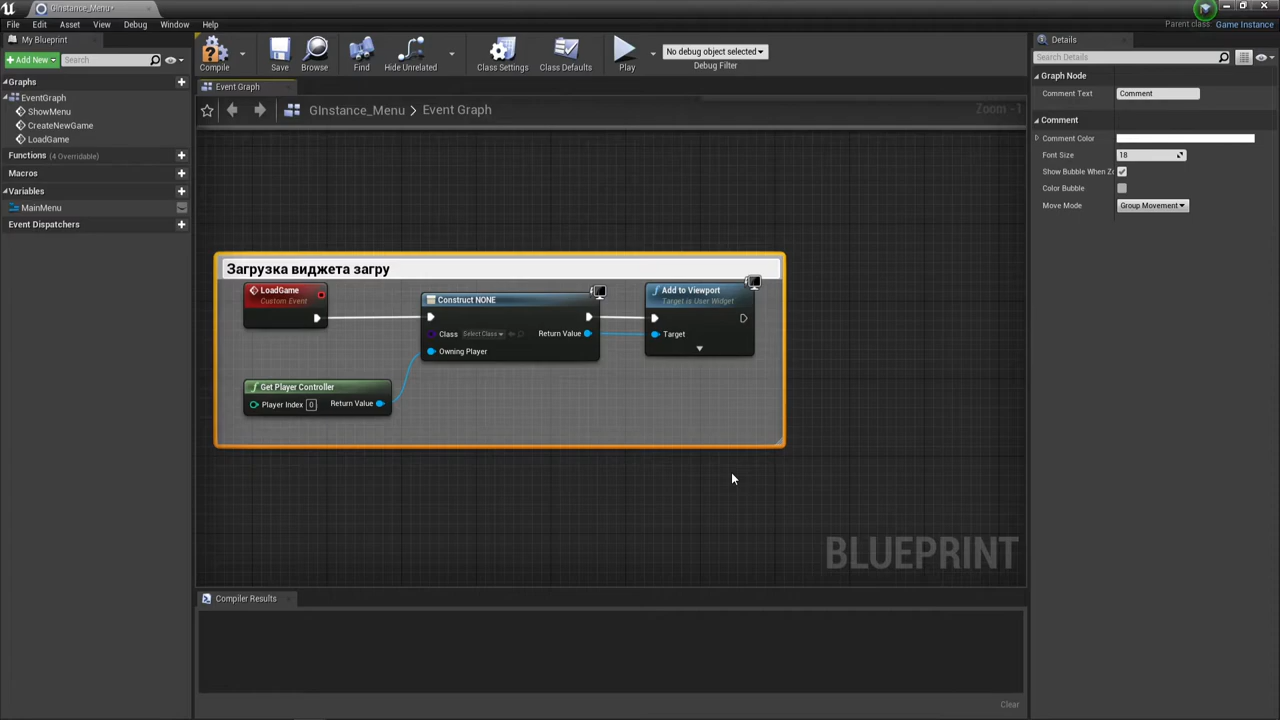 GInstance_Menu*
File Edit Asset View Debug Window Help
Parent class: Game Instance
My Blueprint
Add New
Search
Graphs
EventGraph
ShowMenu
CreateNewGame
LoadGame
Functions (4 Overridable)
Macros
Variables
MainMenu
Event Dispatchers
Compile
Save
Browse
Find
Hide Unrelated
Class Settings
Class Defaults
Play
No debug object selected
Debug Filter
Event Graph
GInstance_Menu > Event Graph
Zoom -1
Загрузка виджета загру
LoadGame
Custom Event
Get Player Controller
Player Index 0 Return Value
Construct NONE
Class Select Class Return Value
Owning Player
Add to Viewport
Target is User Widget
Target
BLUEPRINT
Compiler Results
Clear
Details
Search Details
Graph Node
Comment Text Comment
Comment
Comment Color
Font Size 18
Show Bubble When Zo
Color Bubble
Move Mode Group Movement